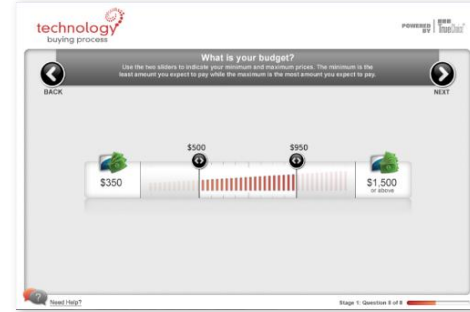 technology
buying process
POWERED
BY
What is your budget?
Use the two sliders to indicate your minimum and maximum prices. The minimum is the
least amount you expect to pay while the maximum is the most amount you expect to pay.
BACK
NEXT
$500
$950
$350
$1,500
or above
Need Help?
Stage 1: Question 8 of 8